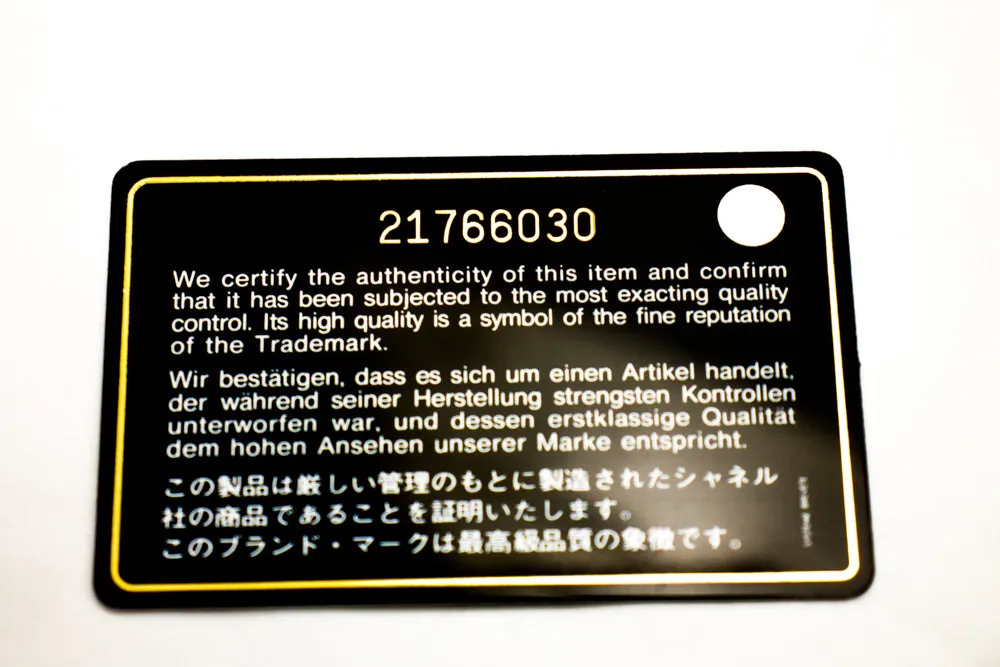 21766030
We certify the authenticity of this item and confirm
that it has been subjected to the most exacting quality
control. Its high quality is a symbol of the fine reputation
of the Trademark.
Wir bestätigen, dass es sich um einen Artikel handelt,
der während seiner Herstellung strengsten Kontrollen
unterworfen war, und dessen erstklassige Qualität
dem hohen Ansehen unserer Marke entspricht.
この製品は厳しい管理のもとに製造されたシャネル
社の商品であることを証明いたします。
このブランド・マークは最高級品質の象徴です。